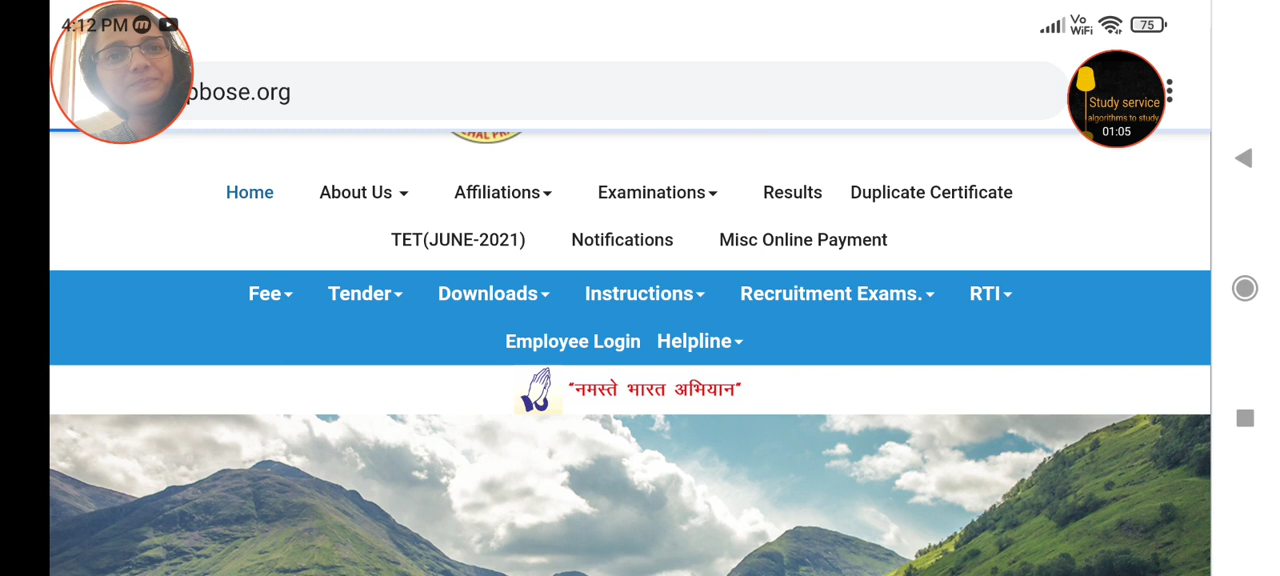 4:12 PM
Vo
WiFi
75
pbose.org
Study service
algorithms to study
01:05
HAL PR
Home About Us Affiliations Examinations Results Duplicate Certificate
TET(JUNE-2021) Notifications Misc Online Payment
Fee Tender Downloads Instructions Recruitment Exams. RTI
Employee Login Helpline
“नमस्ते भारत अभियान”